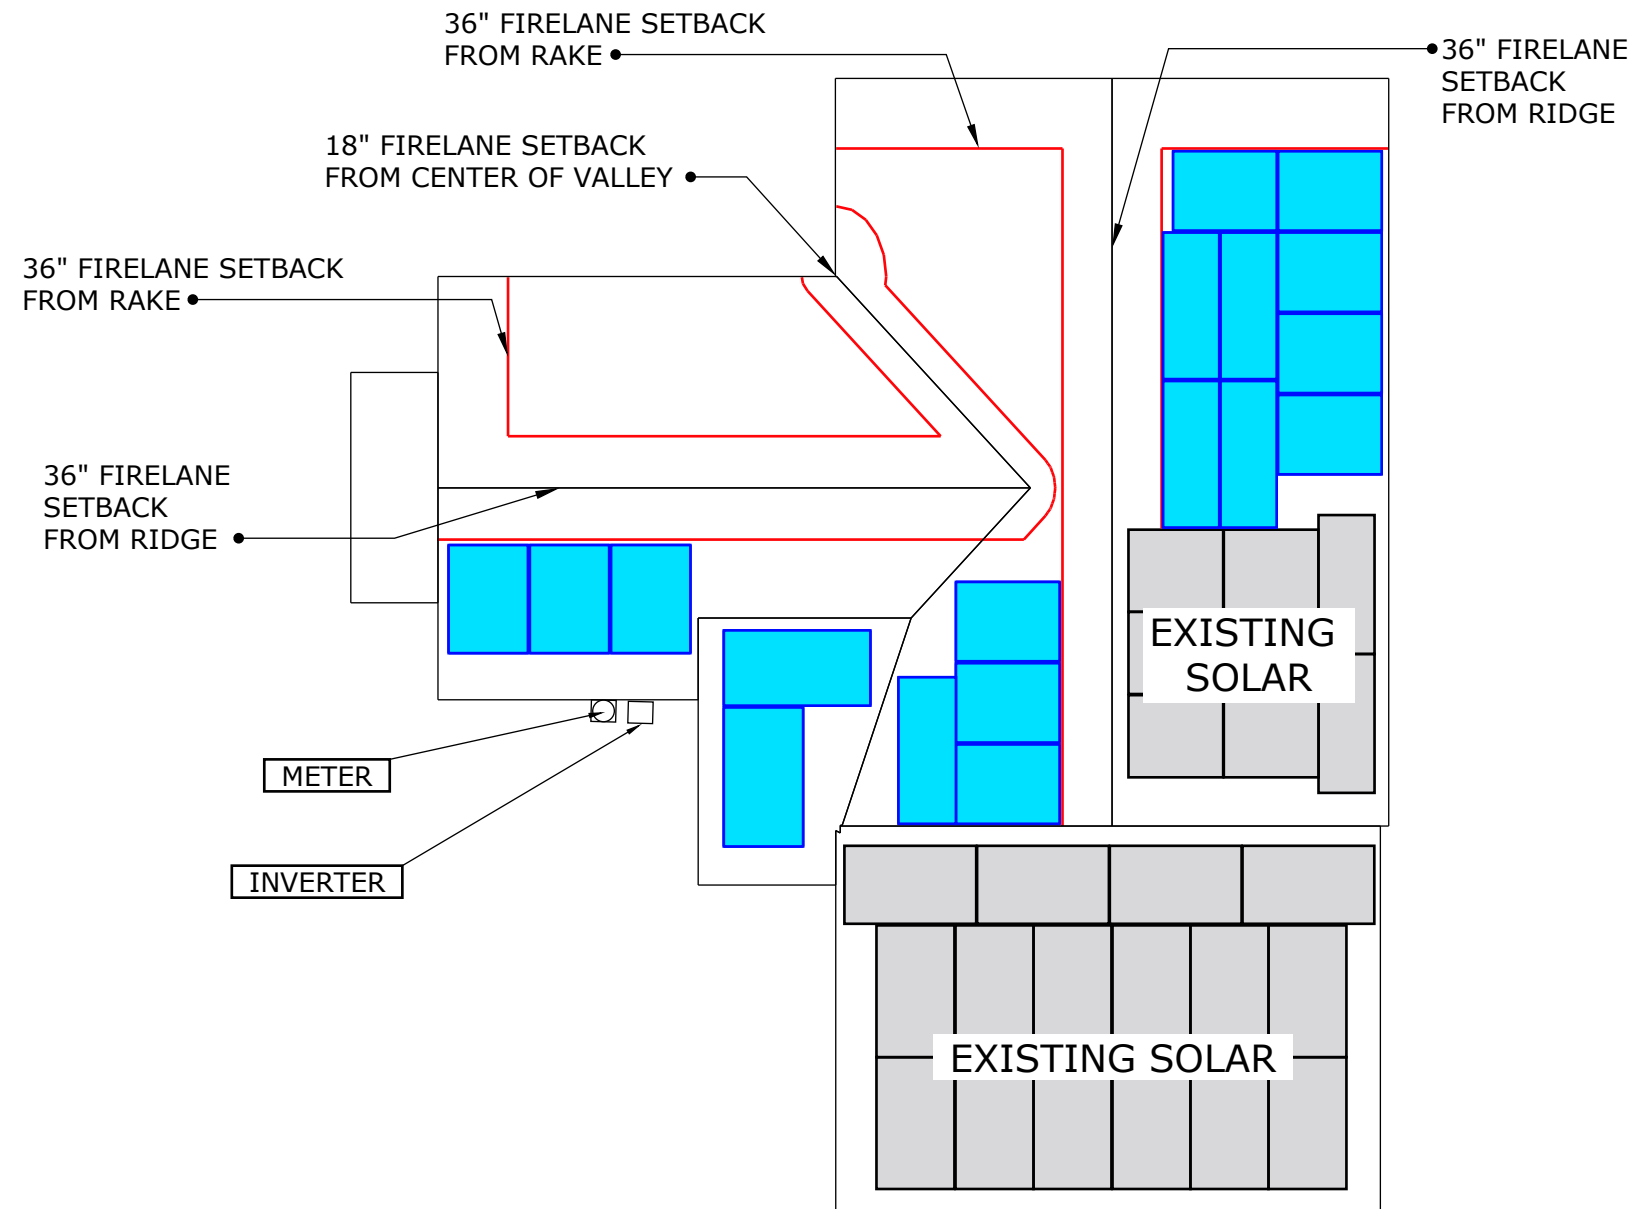 36" FIRELANE SETBACK
FROM RAKE
36" FIRELANE
SETBACK
FROM RIDGE
18" FIRELANE SETBACK
FROM CENTER OF VALLEY
36" FIRELANE SETBACK
FROM RAKE
36" FIRELANE
SETBACK
FROM RIDGE
EXISTING
SOLAR
METER
INVERTER
EXISTING SOLAR